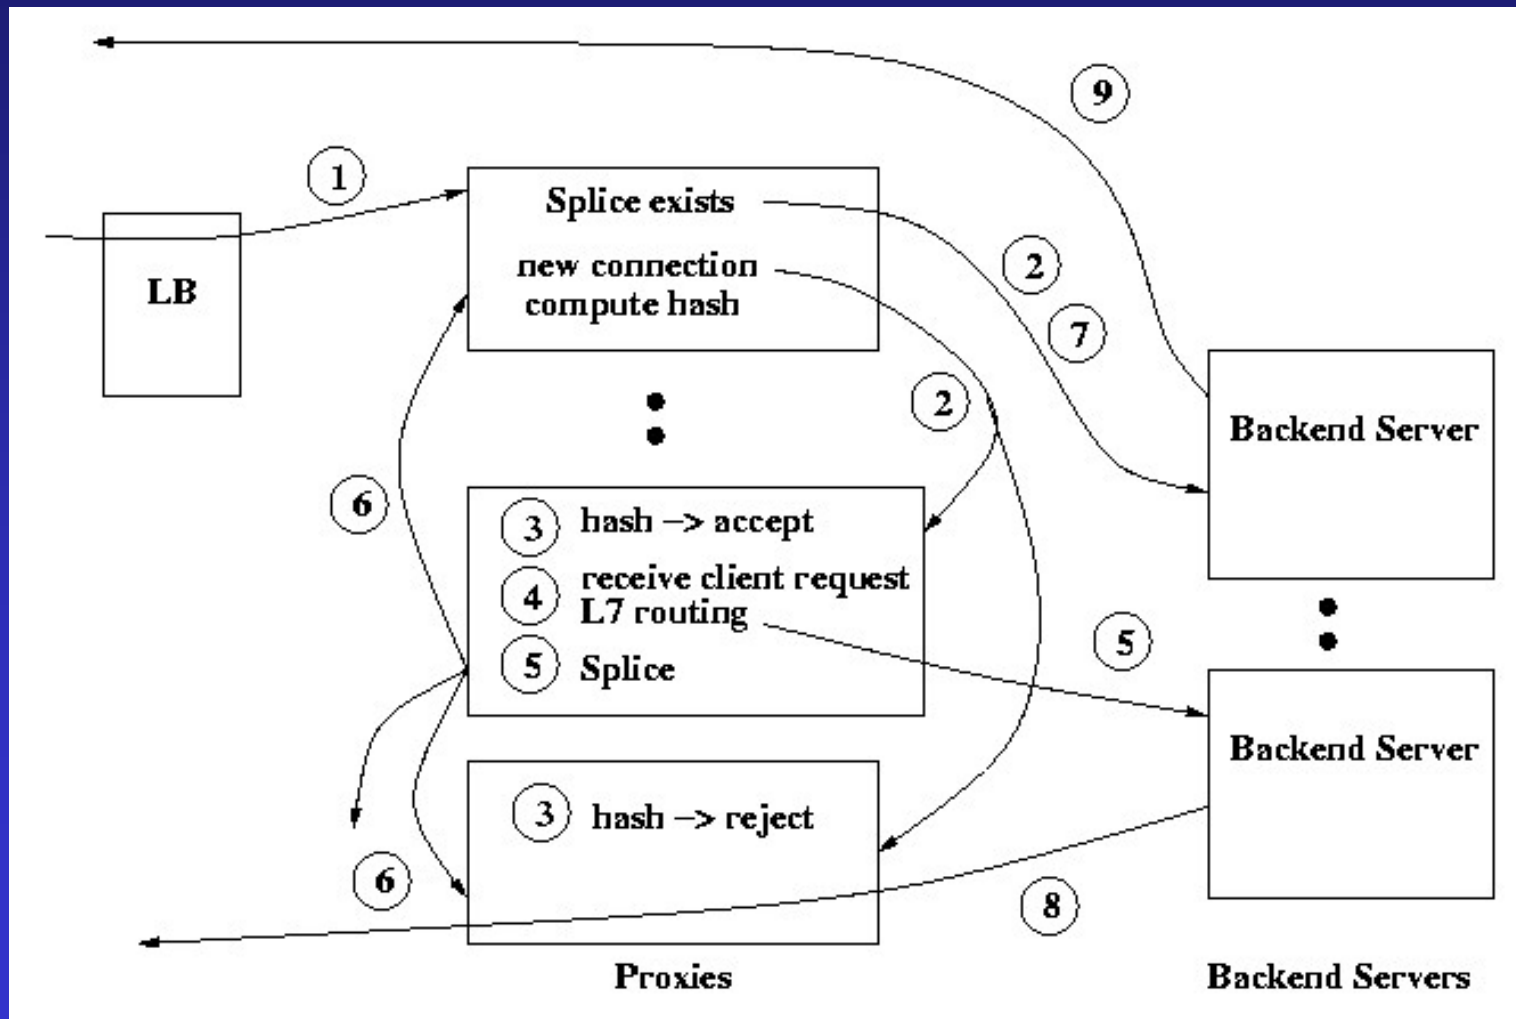 9
1
Splice exists
2
new connection
compute hash
LB
7
2
Backend Server
6
3 hash -> accept
4 receive client request
L7 routing
5
5 Splice
Backend Server
3 hash -> reject
6
8
Proxies
Backend Servers